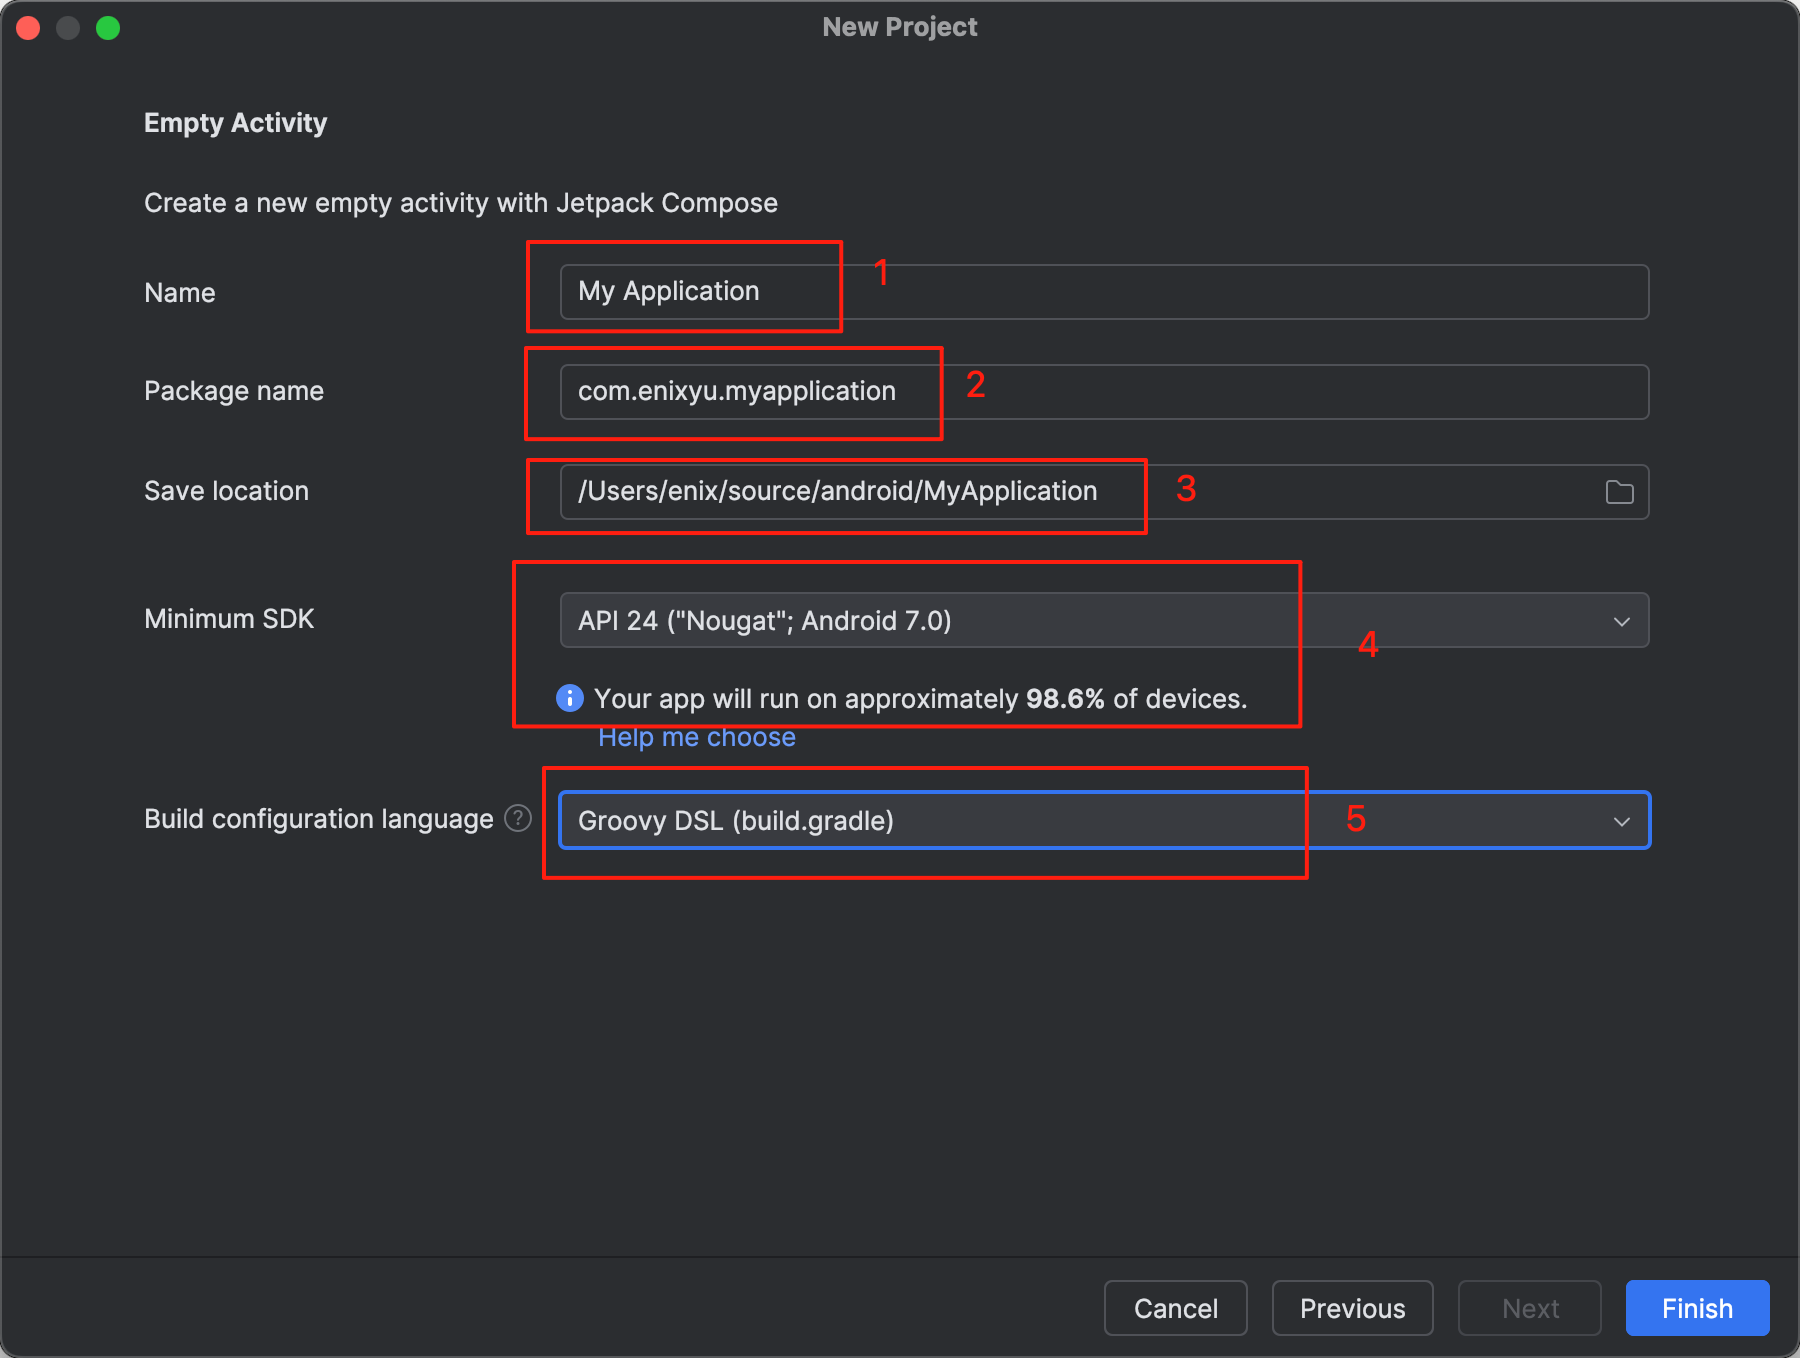 New Project
Empty Activity
Create a new empty activity with Jetpack Compose
Name
My Application
1
Package name
com.enixyu.myapplication
2
Save location
/Users/enix/source/android/MyApplication
3
Minimum SDK
API 24 ("Nougat"; Android 7.0)
4
Your app will run on approximately 98.6% of devices.
Help me choose
Build configuration language ?
Groovy DSL (build.gradle)
5
Cancel
Previous
Next
Finish